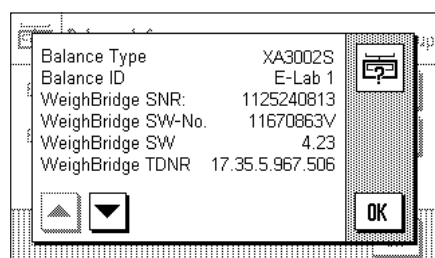 Balance Type XA3002S
Balance ID E-Lab 1
WeighBridge SNR: 1125240813
WeighBridge SW-No. 11670863V
WeighBridge SW 4.23
WeighBridge TDNR 17.35.5.967.506
OK